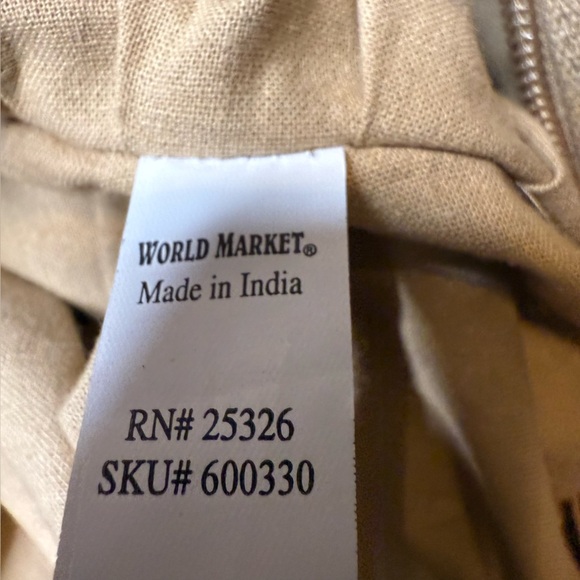 WORLD MARKET®
Made in India
RN# 25326
SKU# 600330